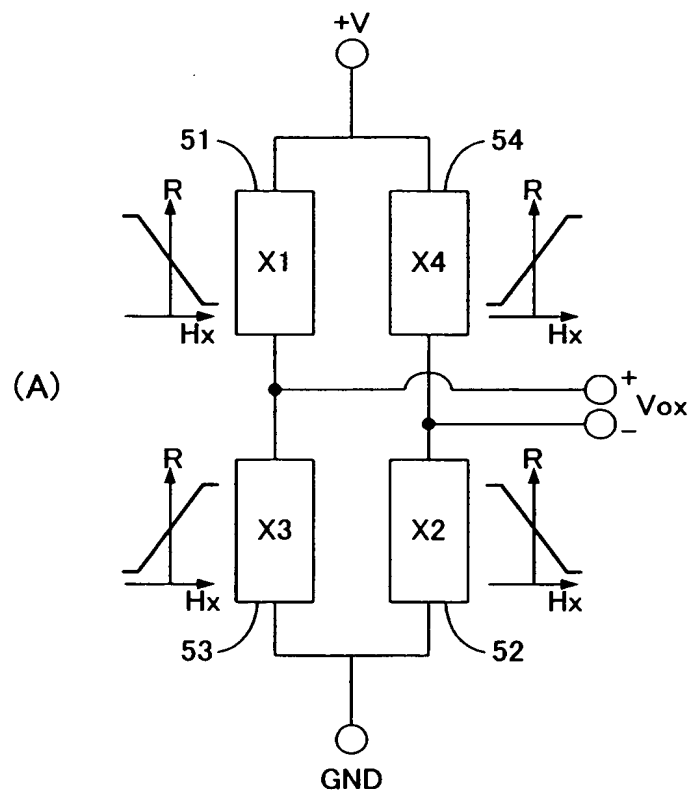 +V
51
54
R
X1
X4
R
Hx
Hx
(A)
+
Vox
-
R
X3
X2
R
Hx
Hx
53
52
GND